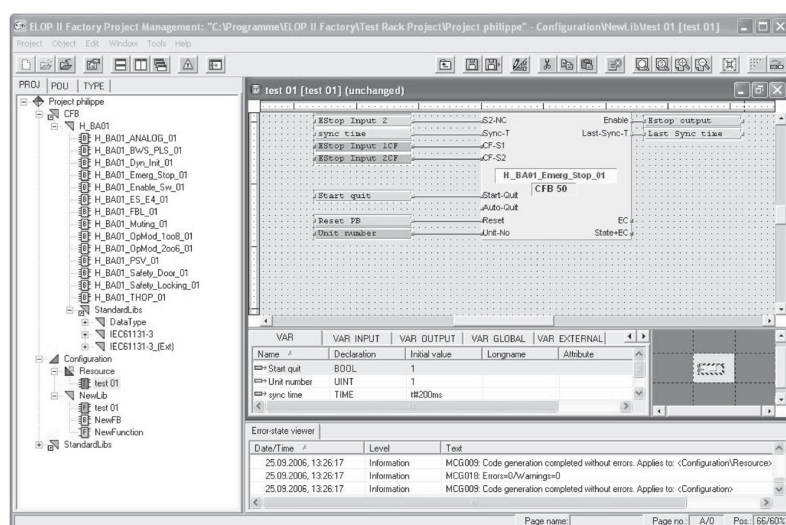 ELOP II Factory Project Management: "C:\Programme\ELOP II Factory\Test Rack Project\Project philippe" - Configuration\NewLib\test 01 [test 01]
Project Object Edit Window Tools Help
PROJ POU TYPE
Project philippe
CFB
H_BA01
H_BA01_ANALOG_01
H_BA01_BWS_PLS_01
H_BA01_Dyn_Init_01
H_BA01_Emerg_Stop_01
H_BA01_Enable_Sw_01
H_BA01_ES_E4_01
H_BA01_FBL_01
H_BA01_Muting_01
H_BA01_OpMod_1oo8_01
H_BA01_OpMod_2oo6_01
H_BA01_PSV_01
H_BA01_Safety_Door_01
H_BA01_Safety_Locking_01
H_BA01_THOP_01
StandardLibs
DataType
IEC61131-3
IEC61131-3_(Ext)
Configuration
Resource
test 01
NewLib
test 01
NewFB
NewFunction
StandardLibs
test 01 [test 01] (unchanged)
EStop Input 2 S2-NC Enable Estop output
sync time Sync-T Last-Sync-T Last Sync time
EStop Input 1CF CF-S1
EStop Input 2CF CF-S2
H_BA01_Emerg_Stop_01
CFB 50
Start quit Start-Quit
Auto-Quit
Reset PB Reset EC
Unit number Unit-No State+EC
VAR VAR INPUT VAR OUTPUT VAR GLOBAL VAR EXTERNAL
Name Declaration Initial value Longname Attribute
Start quit BOOL 1
Unit number UINT 1
sync time TIME t#200ms
Error-state viewer
Date/Time Level Text
25.09.2006, 13:26:17 Information MCG009: Code generation completed without errors. Applies to: <Configuration\Resource>
25.09.2006, 13:26:17 Information MCG018: Errors=0/Warnings=0
25.09.2006, 13:26:17 Information MCG009: Code generation completed without errors. Applies to: <Configuration>
Page name: Page no.: A/0 Pos.: 66/60%